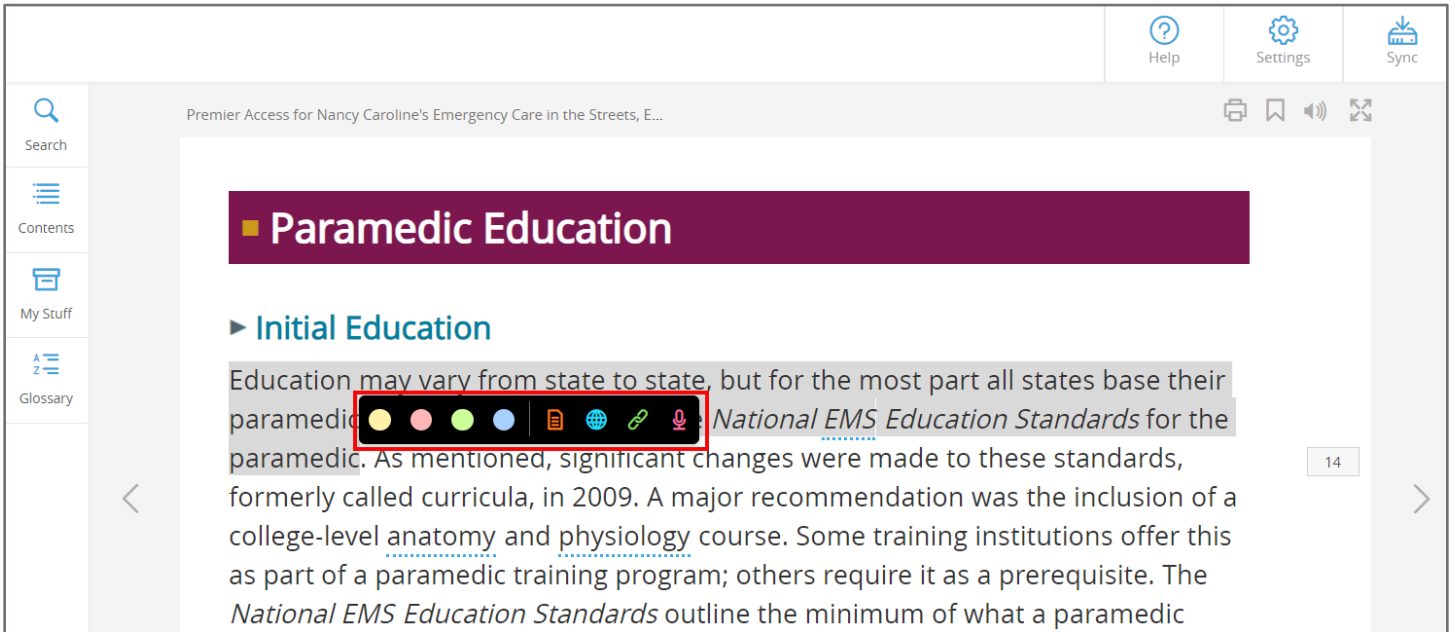 Help
Settings
Sync
Search
Contents
My Stuff
A
Z
Glossary
Premier Access for Nancy Caroline's Emergency Care in the Streets, E...
Paramedic Education
Initial Education
Education may vary from state to state, but for the most part all states base their
paramedic National EMS Education Standards for the
paramedic. As mentioned, significant changes were made to these standards,
14
formerly called curricula, in 2009. A major recommendation was the inclusion of a
college-level anatomy and physiology course. Some training institutions offer this
as part of a paramedic training program; others require it as a prerequisite. The
National EMS Education Standards outline the minimum of what a paramedic